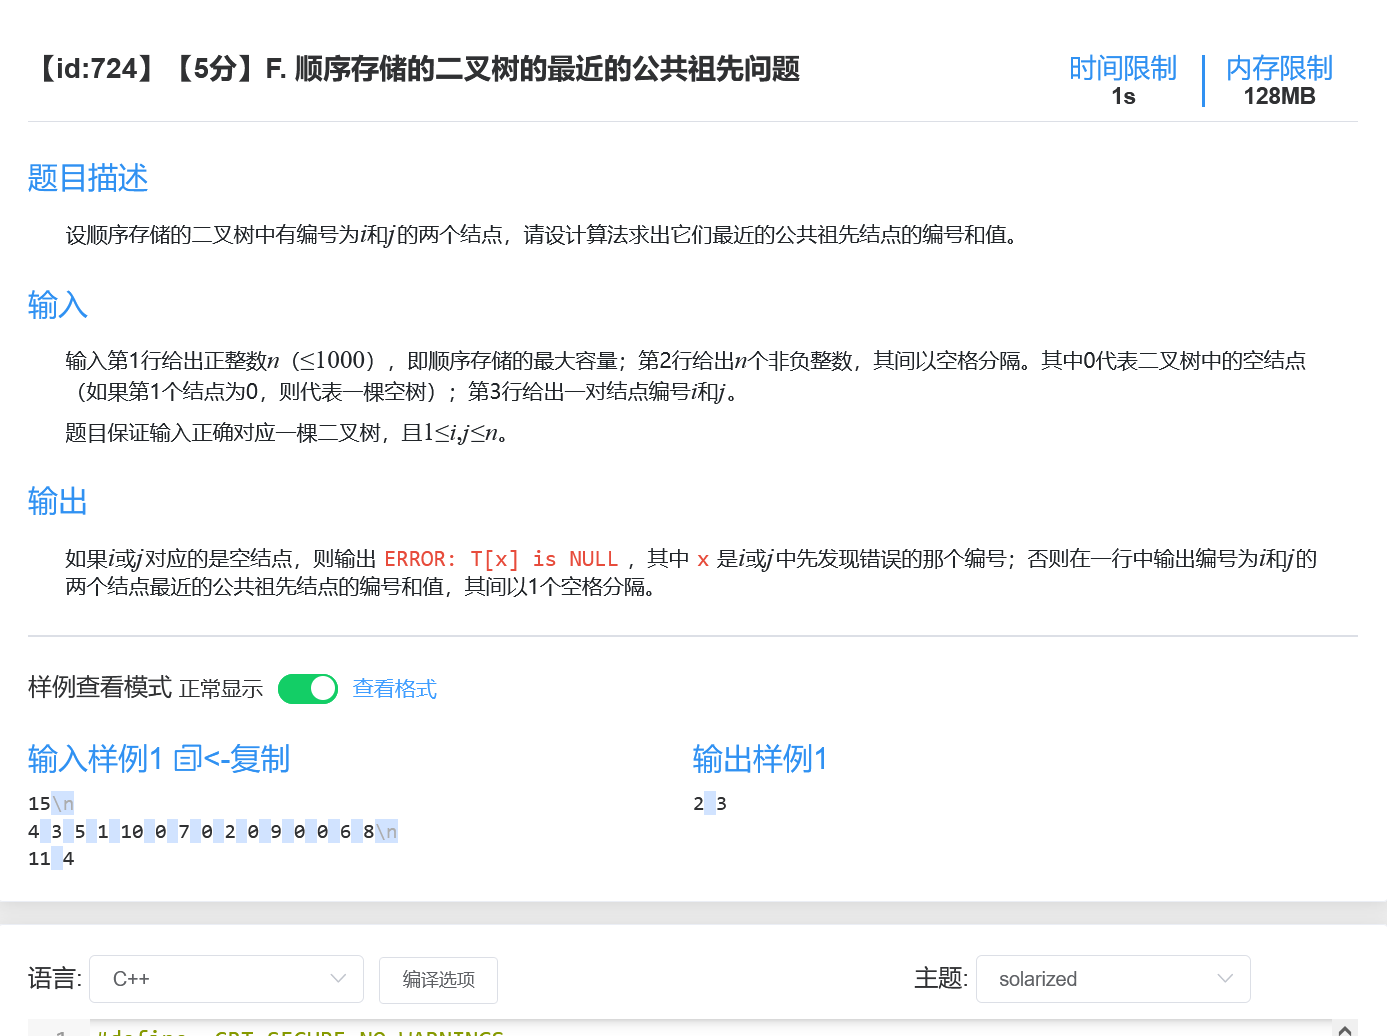 【id:724】【5分】F. 顺序存储的二叉树的最近的公共祖先问题
时间限制
1s
内存限制
128MB
题目描述
设顺序存储的二叉树中有编号为i和j的两个结点，请设计算法求出它们最近的公共祖先结点的编号和值。
输入
输入第1行给出正整数n（≤1000），即顺序存储的最大容量；第2行给出n个非负整数，其间以空格分隔。其中0代表二叉树中的空结点
（如果第1个结点为0，则代表一棵空树）；第3行给出一对结点编号i和j。
题目保证输入正确对应一棵二叉树，且1≤i,j≤n。
输出
如果i或j对应的是空结点，则输出 ERROR: T[x] is NULL ，其中 x 是i或j中先发现错误的那个编号；否则在一行中输出编号为i和j的
两个结点最近的公共祖先结点的编号和值，其间以1个空格分隔。
样例查看模式 正常显示 查看格式
输入样例1 <-复制
15\n
4 3 5 1 10 0 7 0 2 0 9 0 0 6 8\n
11 4
输出样例1
2 3
语言: C++ 编译选项
主题: solarized
1 #define _CRT_SECURE_NO_WARNINGS